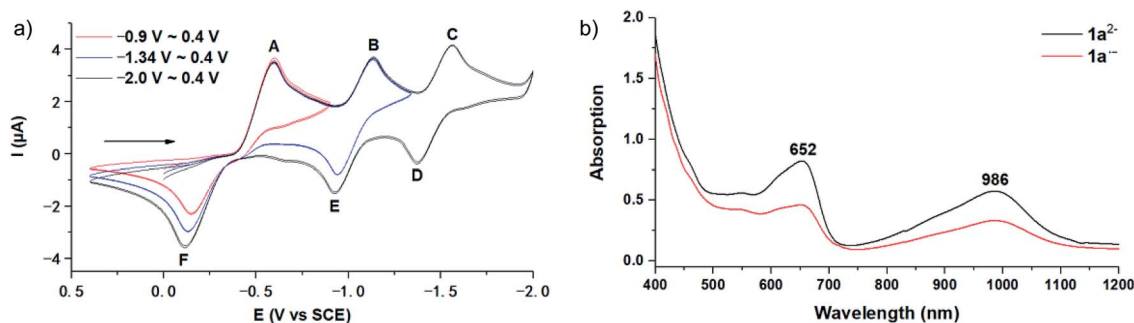 a)
−0.9 V ~ 0.4 V
−1.34 V ~ 0.4 V
−2.0 V ~ 0.4 V
A
B
C
D
E
F
4
2
0
−2
−4
I (μA)
0.5 0.0 −0.5 −1.0 −1.5 −2.0
E (V vs SCE)
b)
1a²⁻
1a·⁻
652
986
2.0
1.5
1.0
0.5
0.0
Absorption
400 500 600 700 800 900 1000 1100 1200
Wavelength (nm)